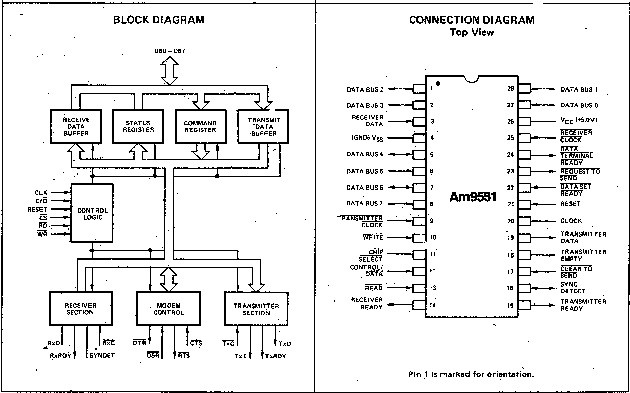 BLOCK DIAGRAM
DB0 – DB7
RECEIVE
DATA
BUFFER
STATUS
REGISTER
COMMAND
REGISTER
TRANSMIT
DATA
BUFFER
CLK
C/D
RESET
CS
RD
WR
CONTROL
LOGIC
RECEIVER
SECTION
MODEM
CONTROL
TRANSMITTER
SECTION
RxD
RxC
RxRDY
SYNDET
DTR
CTS
DSR
RTS
TxC
TxD
TxE
TxRDY
CONNECTION DIAGRAM
Top View
DATA BUS 2
1
28
DATA BUS 1
DATA BUS 3
2
27
DATA BUS 0
RECEIVER
DATA
3
26
VCC (+5.0V)
(GND) VSS
4
25
RECEIVER
CLOCK
DATA BUS 4
5
24
DATA
TERMINAL
READY
DATA BUS 5
6
23
REQUEST TO
SEND
DATA BUS 6
7
22
DATA SET
READY
DATA BUS 7
8
21
RESET
TRANSMITTER
CLOCK
9
20
CLOCK
WRITE
10
19
TRANSMITTER
DATA
CHIP
SELECT
11
18
TRANSMITTER
EMPTY
CONTROL/
DATA
12
17
CLEAR TO
SEND
READ
13
16
SYNC
DETECT
RECEIVER
READY
14
15
TRANSMITTER
READY
Am9551
Pin 1 is marked for orientation.